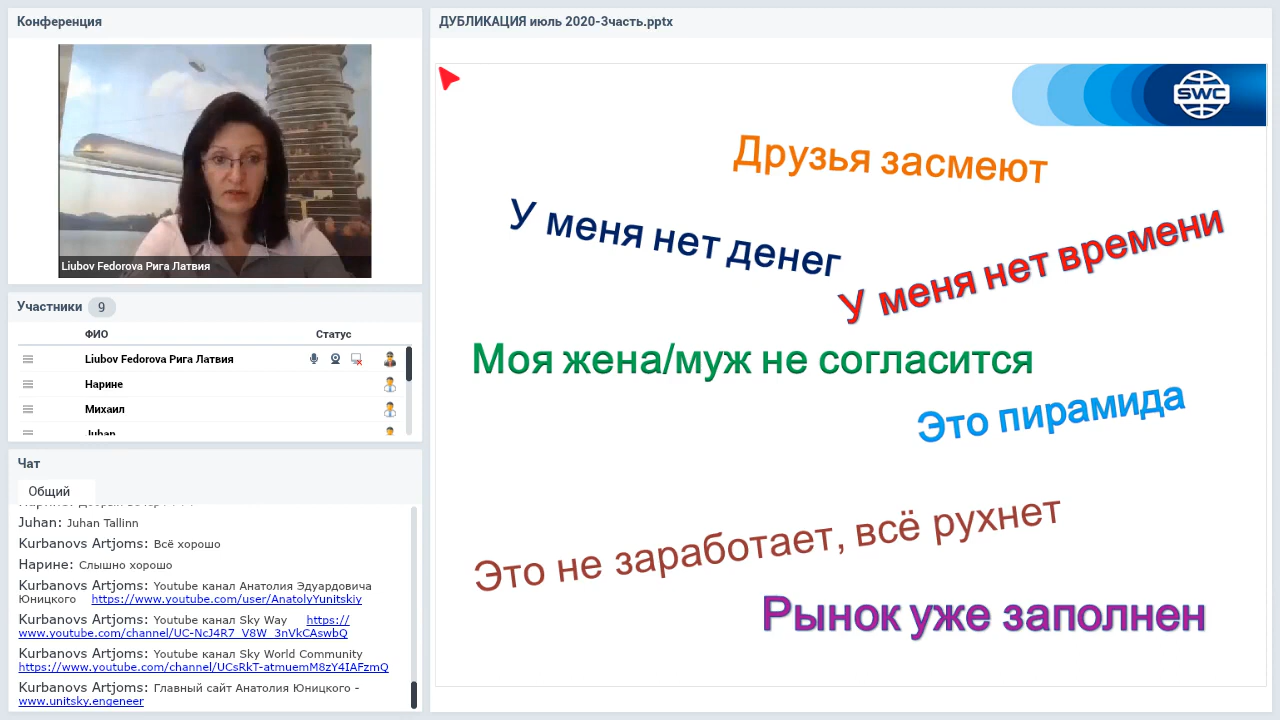 Конференция
Liubov Fedorova Рига Латвия
Участники 9
ФИО Статус
Liubov Fedorova Рига Латвия
Нарине
Михаил
Juhan
Чат
Общий
Juhan: Juhan Tallinn
Kurbanovs Artjoms: Всё хорошо
Нарине: Слышно хорошо
Kurbanovs Artjoms: Youtube канал Анатолия Эдуардовича
Юницкого https://www.youtube.com/user/AnatolyYunitskiy
Kurbanovs Artjoms: Youtube канал Sky Way https://
www.youtube.com/channel/UC-NcJ4R7_V8W_3nVkCAswbQ
Kurbanovs Artjoms: Youtube канал Sky World Community
https://www.youtube.com/channel/UCsRkT-atmuemM8zY4IAFzmQ
Kurbanovs Artjoms: Главный сайт Анатолия Юницкого -
www.unitsky.engeneer
ДУБЛИКАЦИЯ июль 2020-3часть.pptx
SWC
Друзья засмеют
У меня нет денег
У меня нет времени
Моя жена/муж не согласится
Это пирамида
Это не заработает, всё рухнет
Рынок уже заполнен